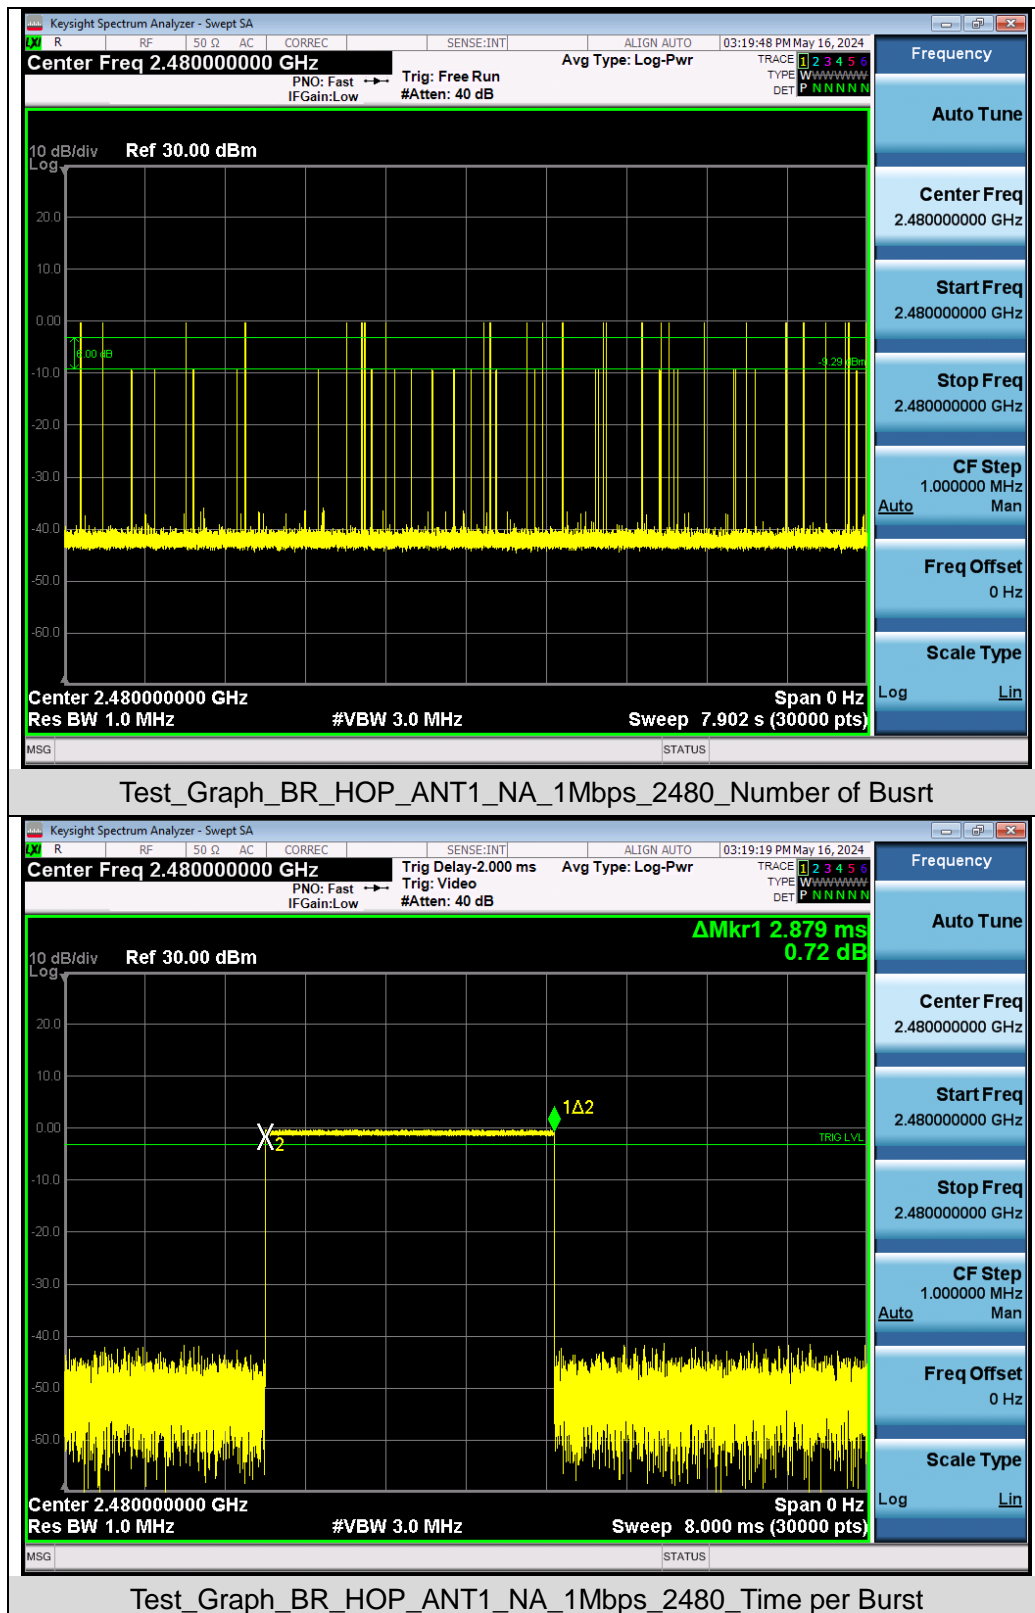 Keysight Spectrum Analyzer - Swept SA
LXI R RF 50 Ω AC CORREC SENSE:INT ALIGN AUTO 03:19:48 PM May 16, 2024
Center Freq 2.480000000 GHz
PNO: Fast
IFGain:Low
Trig: Free Run
#Atten: 40 dB
Avg Type: Log-Pwr
TRACE 1 2 3 4 5 6
TYPE W
DET P N N N N N
10 dB/div Ref 30.00 dBm
Log
20.0
10.0
0.00
6.00 dB
-9.29 dBm
-10.0
-20.0
-30.0
-40.0
-50.0
-60.0
Center 2.480000000 GHz Span 0 Hz
Res BW 1.0 MHz #VBW 3.0 MHz Sweep 7.902 s (30000 pts)
MSG STATUS
Frequency
Auto Tune
Center Freq
2.480000000 GHz
Start Freq
2.480000000 GHz
Stop Freq
2.480000000 GHz
CF Step
1.000000 MHz
Auto Man
Freq Offset
0 Hz
Scale Type
Log Lin
Test_Graph_BR_HOP_ANT1_NA_1Mbps_2480_Number of Busrt
Keysight Spectrum Analyzer - Swept SA
LXI R RF 50 Ω AC CORREC SENSE:INT ALIGN AUTO 03:19:19 PM May 16, 2024
Center Freq 2.480000000 GHz
PNO: Fast
IFGain:Low
Trig Delay-2.000 ms
Trig: Video
#Atten: 40 dB
Avg Type: Log-Pwr
TRACE 1 2 3 4 5 6
TYPE W
DET P N N N N N
ΔMkr1 2.879 ms
0.72 dB
10 dB/div Ref 30.00 dBm
Log
20.0
10.0
0.00
1Δ2
2
TRIG LVL
-10.0
-20.0
-30.0
-40.0
-50.0
-60.0
Center 2.480000000 GHz Span 0 Hz
Res BW 1.0 MHz #VBW 3.0 MHz Sweep 8.000 ms (30000 pts)
MSG STATUS
Frequency
Auto Tune
Center Freq
2.480000000 GHz
Start Freq
2.480000000 GHz
Stop Freq
2.480000000 GHz
CF Step
1.000000 MHz
Auto Man
Freq Offset
0 Hz
Scale Type
Log Lin
Test_Graph_BR_HOP_ANT1_NA_1Mbps_2480_Time per Burst